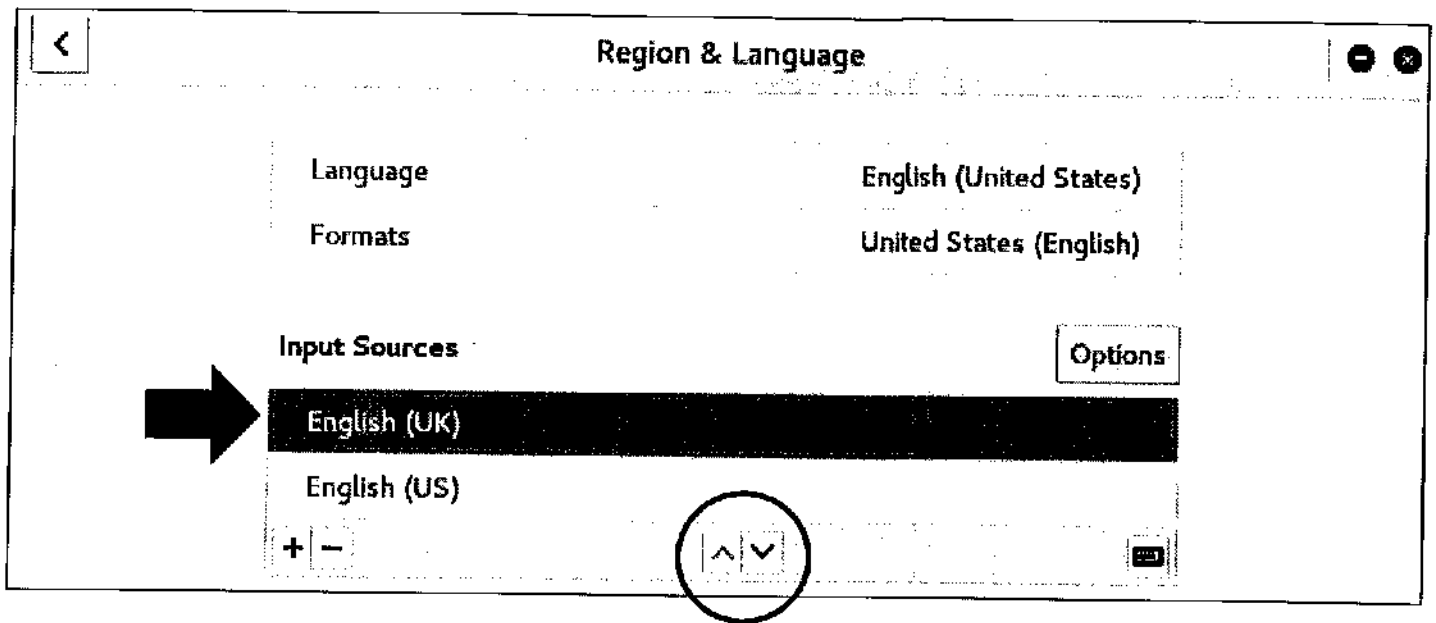 Region & Language
Language English (United States)
Formats United States (English)
Input Sources Options
English (UK)
English (US)